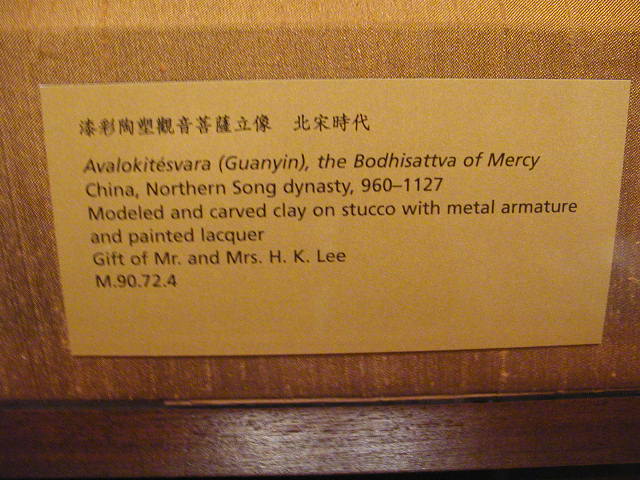 漆彩陶塑觀音菩薩立像 北宋時代
Avalokitésvara (Guanyin), the Bodhisattva of Mercy
China, Northern Song dynasty, 960–1127
Modeled and carved clay on stucco with metal armature
and painted lacquer
Gift of Mr. and Mrs. H. K. Lee
M.90.72.4